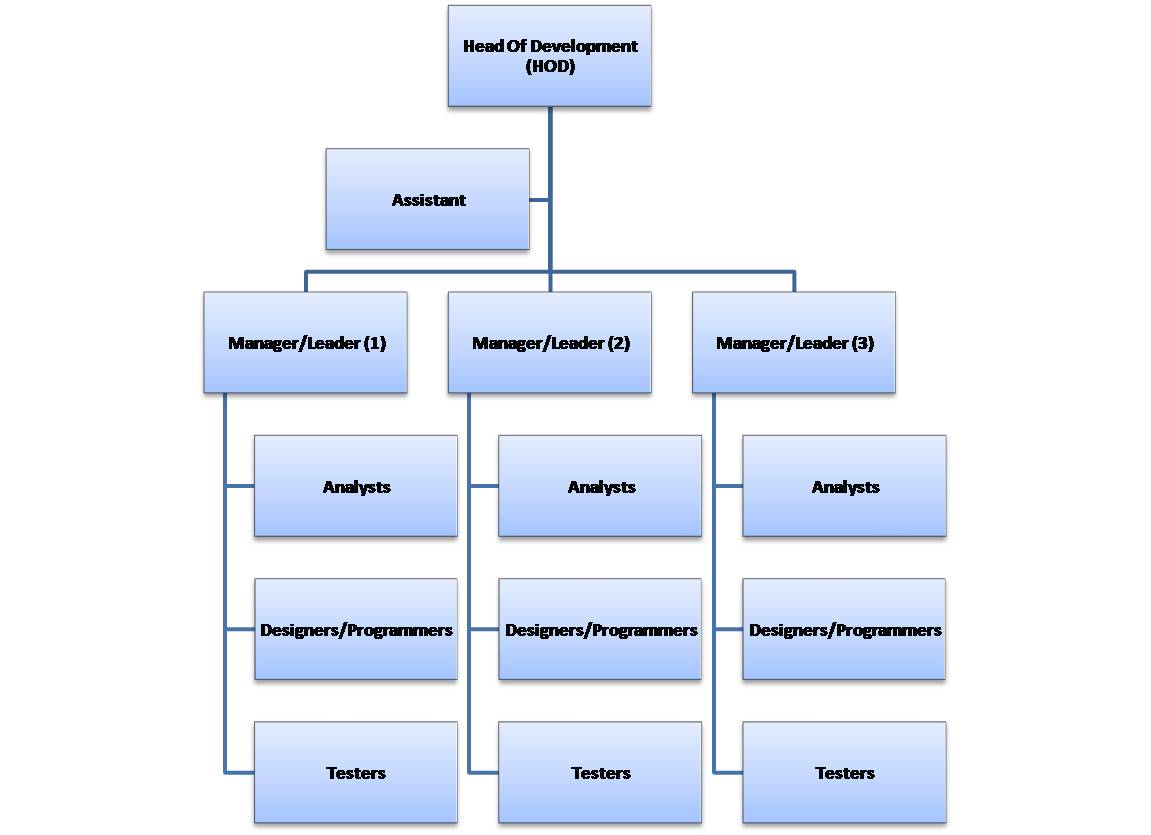 Head Of Development
(HOD)
Assistant
Manager/Leader (1)
Manager/Leader (2)
Manager/Leader (3)
Analysts
Analysts
Analysts
Designers/Programmers
Designers/Programmers
Designers/Programmers
Testers
Testers
Testers